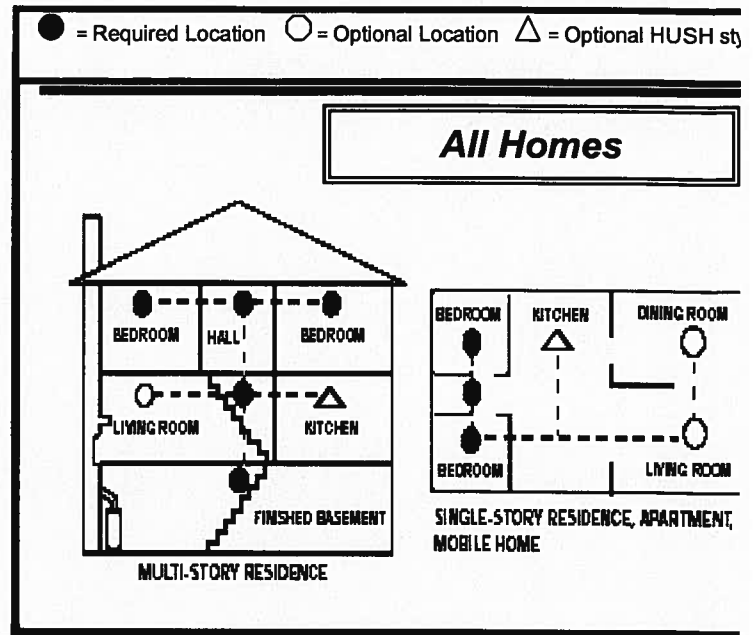 = Required Location = Optional Location = Optional HUSH
All Homes
BEDROOM HALL BEDROOM
LIVING ROOM KITCHEN
FINISHED BASEMENT
MULTI-STORY RESIDENCE
BEDROOM KITCHEN DINING ROOM
BEDROOM LIVING ROOM
SINGLE-STORY RESIDENCE, APARTMENT,
MOBILE HOME